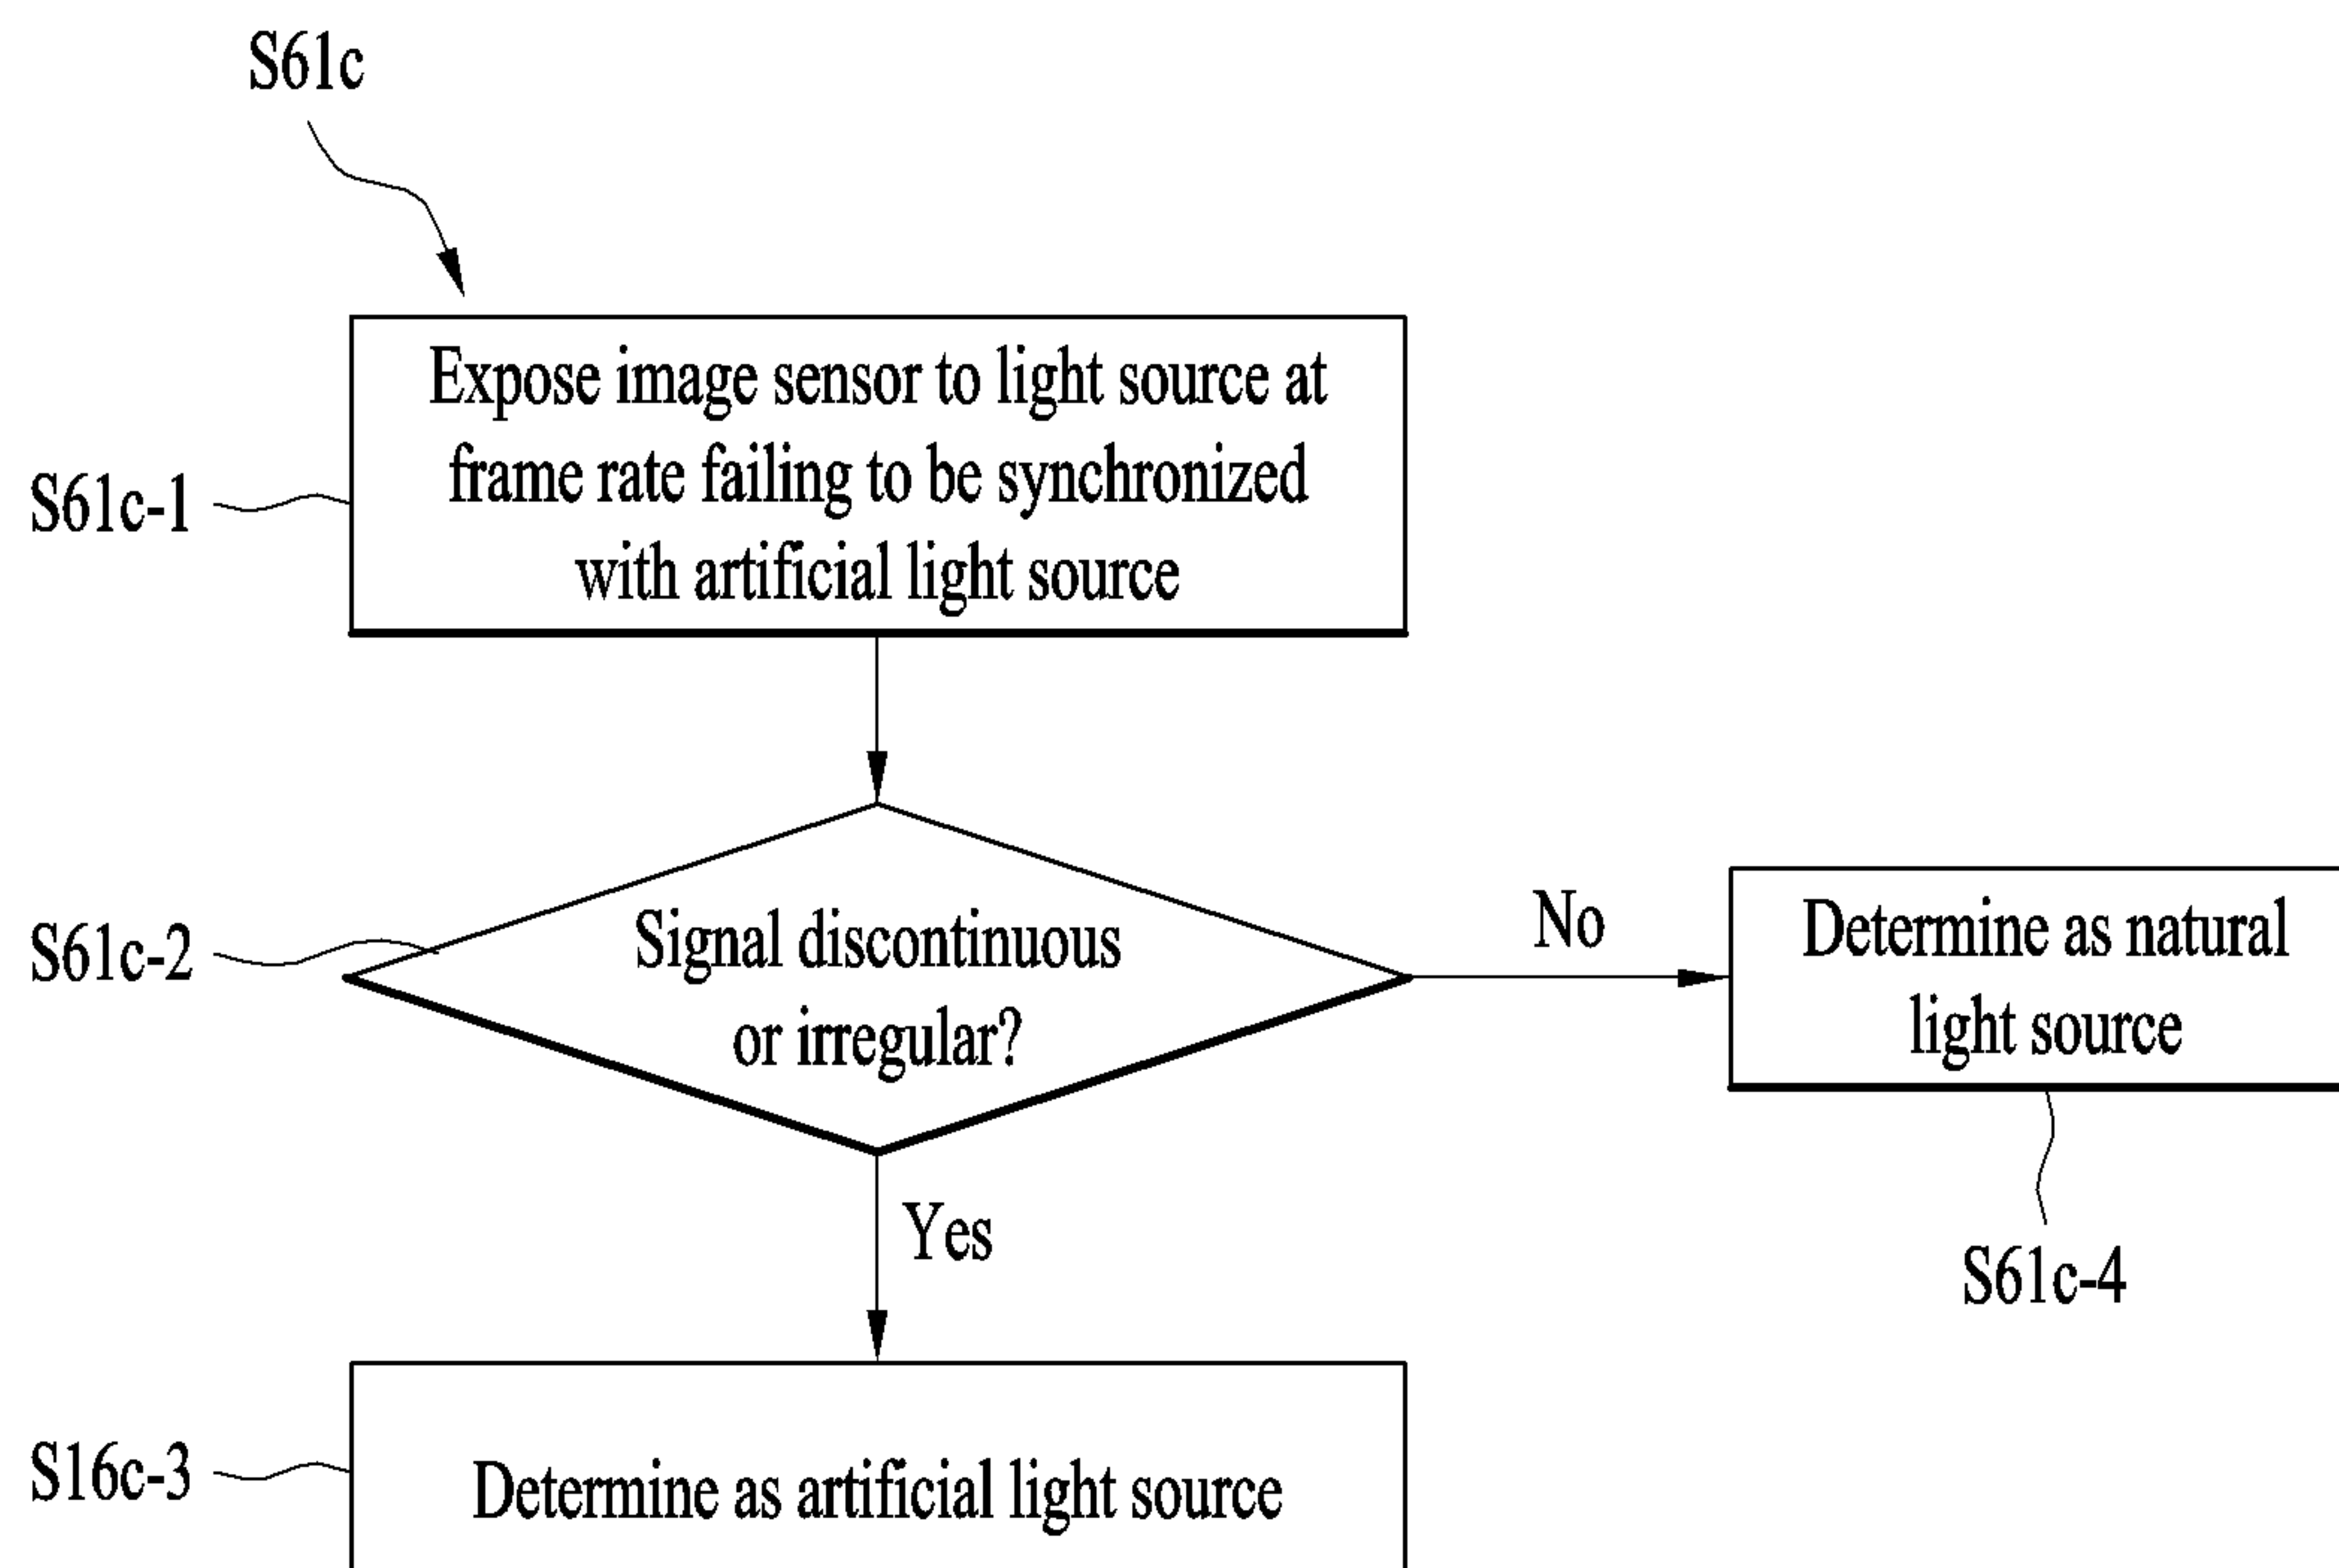 S61c
Expose image sensor to light source at
frame rate failing to be synchronized
with artificial light source
S61c-1
Signal discontinuous
or irregular?
S61c-2
No
Determine as natural
light source
S61c-4
Yes
Determine as artificial light source
S16c-3